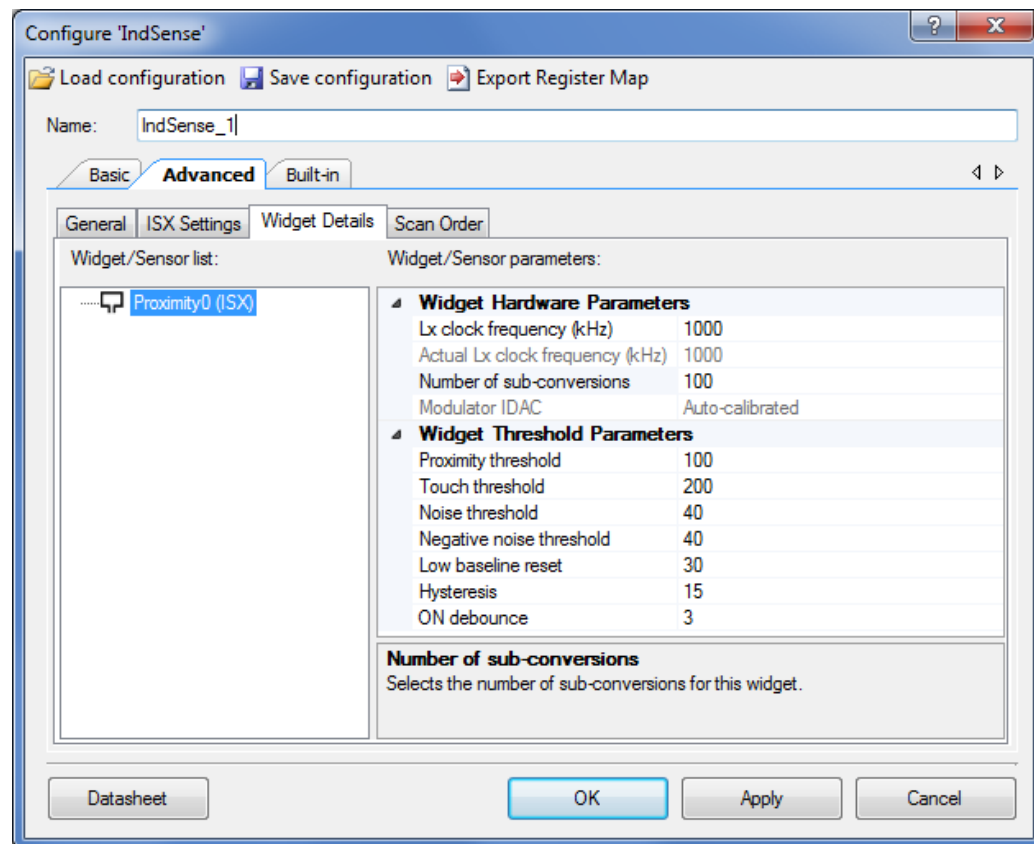 Configure 'IndSense'
Load configuration Save configuration Export Register Map
Name: IndSense_1
Basic Advanced Built-in
General ISX Settings Widget Details Scan Order
Widget/Sensor list: Widget/Sensor parameters:
Proximity0 (ISX)
Widget Hardware Parameters
Lx clock frequency (kHz) 1000
Actual Lx clock frequency (kHz) 1000
Number of sub-conversions 100
Modulator IDAC Auto-calibrated
Widget Threshold Parameters
Proximity threshold 100
Touch threshold 200
Noise threshold 40
Negative noise threshold 40
Low baseline reset 30
Hysteresis 15
ON debounce 3
Number of sub-conversions
Selects the number of sub-conversions for this widget.
Datasheet OK Apply Cancel